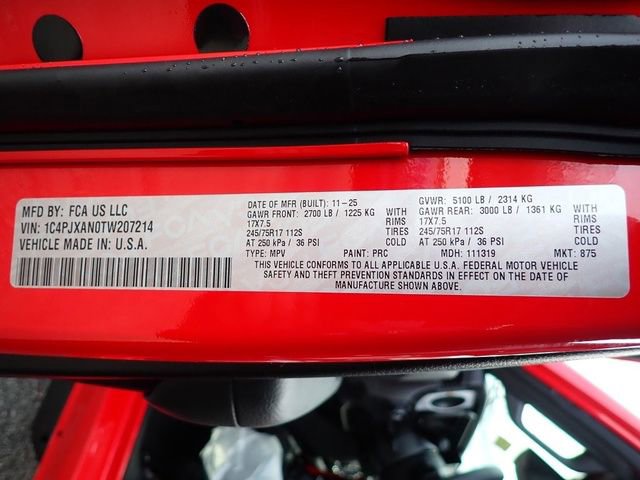 MFD BY: FCA US LLC
VIN: 1C4PJXAN0TW207214
VEHICLE MADE IN: U.S.A.
DATE OF MFR (BUILT): 11-25
GAWR FRONT: 2700 LB / 1225 KG WITH
17X7.5 RIMS
245/75R17 112S TIRES
AT 250 kPa / 36 PSI COLD
TYPE: MPV PAINT: PRC
GVWR: 5100 LB / 2314 KG
GAWR REAR: 3000 LB / 1361 KG WITH
17X7.5 RIMS
245/75R17 112S TIRES
AT 250 kPa / 36 PSI COLD
MDH: 111319 MKT: 875
THIS VEHICLE CONFORMS TO ALL APPLICABLE U.S.A. FEDERAL MOTOR VEHICLE
SAFETY AND THEFT PREVENTION STANDARDS IN EFFECT ON THE DATE OF
MANUFACTURE SHOWN ABOVE.